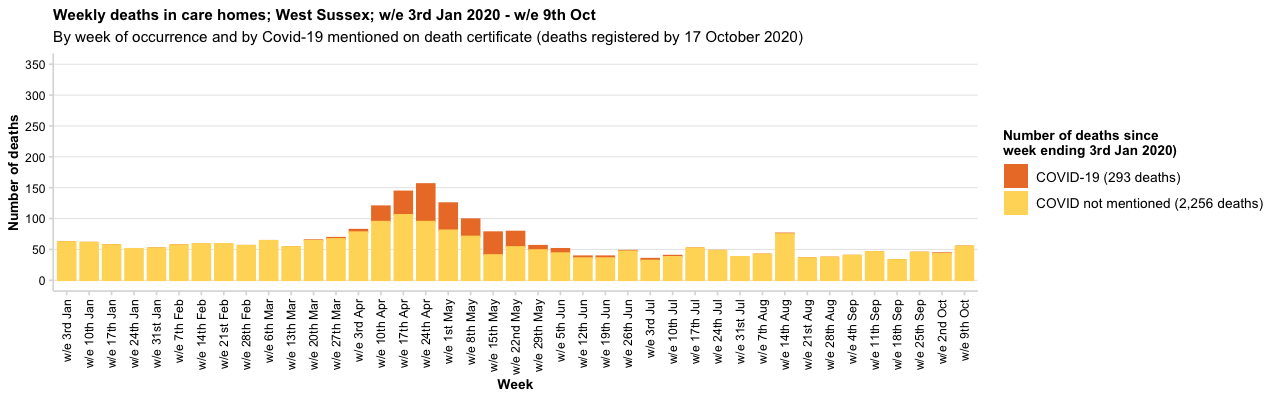 Weekly deaths in care homes; West Sussex; w/e 3rd Jan 2020 - w/e 9th Oct
By week of occurrence and by Covid-19 mentioned on death certificate (deaths registered by 17 October 2020)
Number of deaths
350
300
250
200
150
100
50
0
w/e 3rd Jan
w/e 10th Jan
w/e 17th Jan
w/e 24th Jan
w/e 31st Jan
w/e 7th Feb
w/e 14th Feb
w/e 21st Feb
w/e 28th Feb
w/e 6th Mar
w/e 13th Mar
w/e 20th Mar
w/e 27th Mar
w/e 3rd Apr
w/e 10th Apr
w/e 17th Apr
w/e 24th Apr
w/e 1st May
w/e 8th May
w/e 15th May
w/e 22nd May
w/e 29th May
w/e 5th Jun
w/e 12th Jun
w/e 19th Jun
w/e 26th Jun
w/e 3rd Jul
w/e 10th Jul
w/e 17th Jul
w/e 24th Jul
w/e 31st Jul
w/e 7th Aug
w/e 14th Aug
w/e 21st Aug
w/e 28th Aug
w/e 4th Sep
w/e 11th Sep
w/e 18th Sep
w/e 25th Sep
w/e 2nd Oct
w/e 9th Oct
Week
Number of deaths since
week ending 3rd Jan 2020)
COVID-19 (293 deaths)
COVID not mentioned (2,256 deaths)